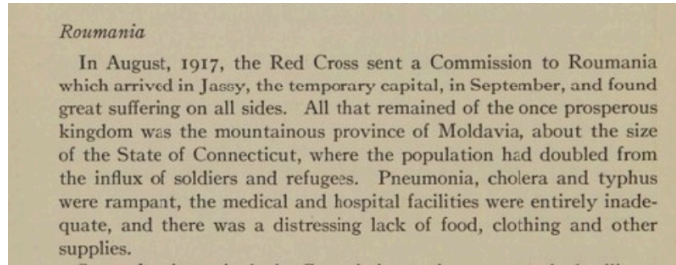 Roumania
In August, 1917, the Red Cross sent a Commission to Roumania
which arrived in Jassy, the temporary capital, in September, and found
great suffering on all sides. All that remained of the once prosperous
kingdom was the mountainous province of Moldavia, about the size
of the State of Connecticut, where the population had doubled from
the influx of soldiers and refugees. Pneumonia, cholera and typhus
were rampant, the medical and hospital facilities were entirely inade-
quate, and there was a distressing lack of food, clothing and other
supplies.